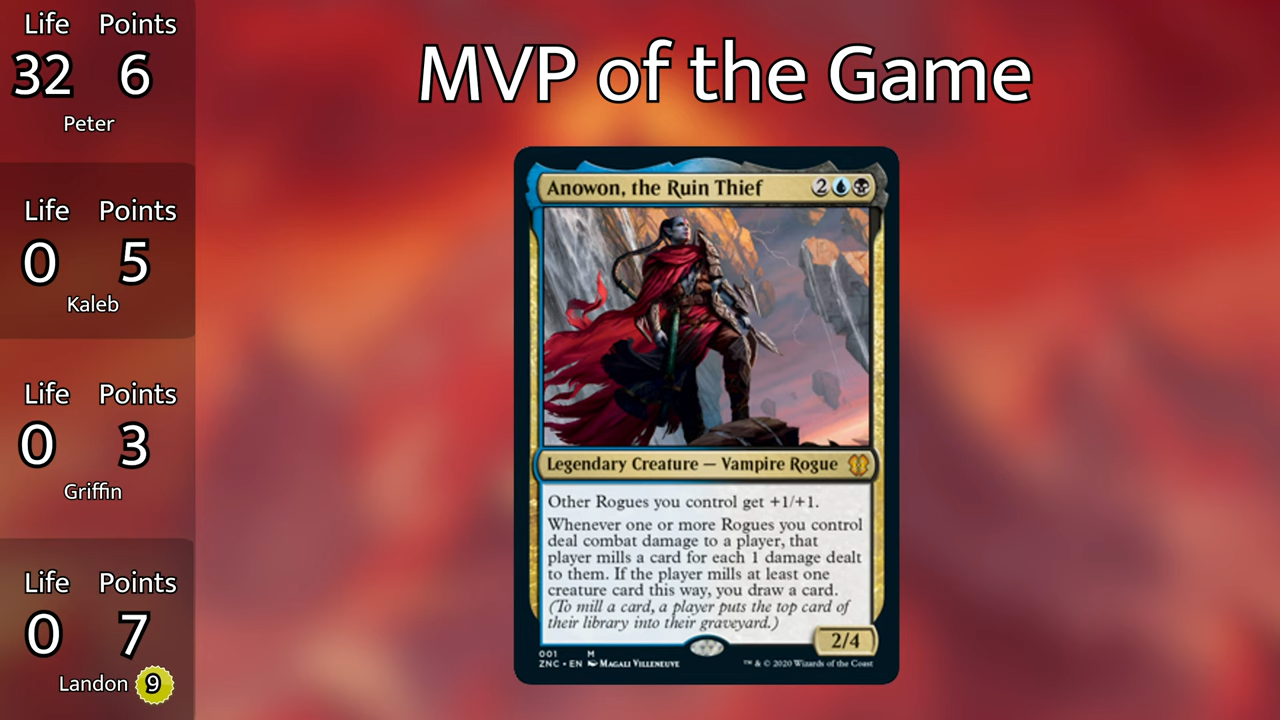 Life Points
32 6
Peter
Life Points
0 5
Kaleb
Life Points
0 3
Griffin
Life Points
0 7
Landon 9
MVP of the Game
Anowon, the Ruin Thief 2
Legendary Creature — Vampire Rogue
Other Rogues you control get +1/+1.
Whenever one or more Rogues you control
deal combat damage to a player, that
player mills a card for each 1 damage dealt
to them. If the player mills at least one
creature card this way, you draw a card.
(To mill a card, a player puts the top card of
their library into their graveyard.)
2/4
001 M
ZNC • EN Magali Villeneuve
™ & © 2020 Wizards of the Coast